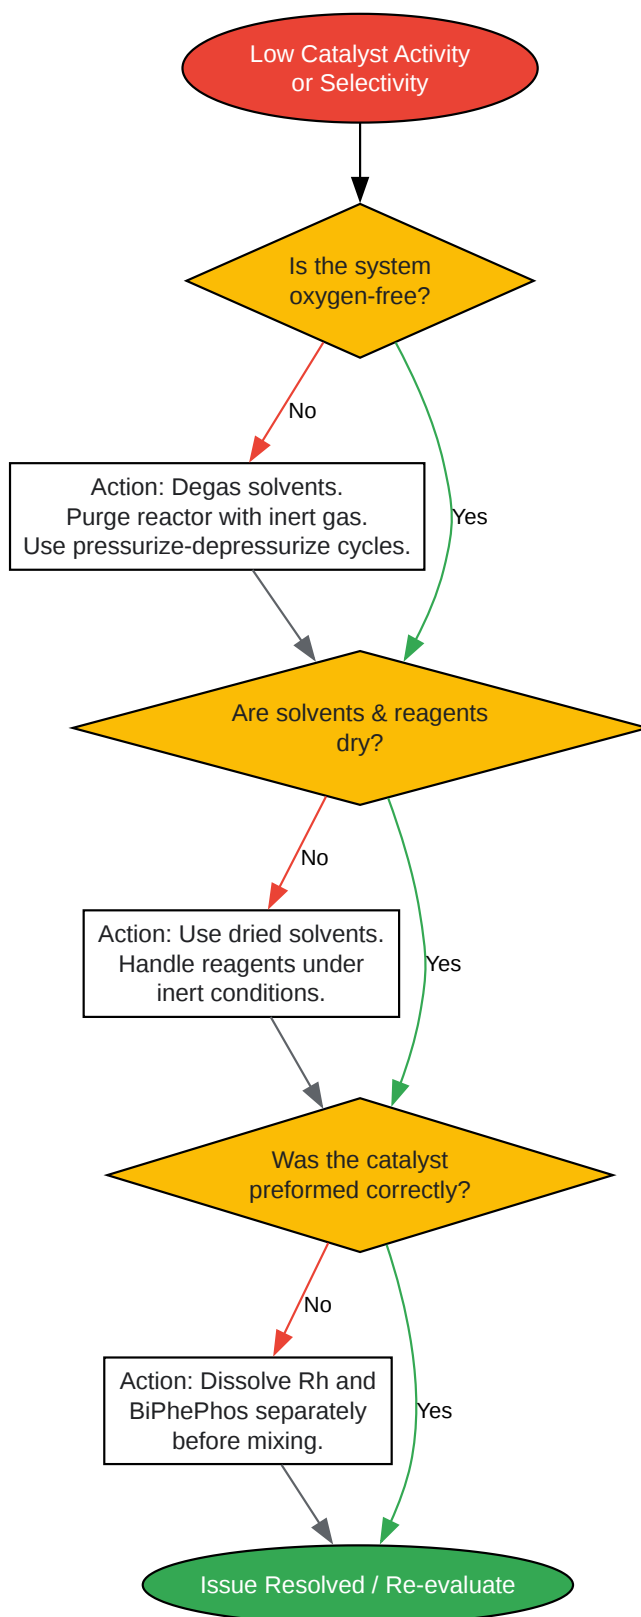 Low Catalyst Activity
or Selectivity
Is the system
oxygen-free?
No
Yes
Action: Degas solvents.
Purge reactor with inert gas.
Use pressurize-depressurize cycles.
Are solvents & reagents
dry?
No
Yes
Action: Use dried solvents.
Handle reagents under
inert conditions.
Was the catalyst
preformed correctly?
No
Yes
Action: Dissolve Rh and
BiPhePhos separately
before mixing.
Issue Resolved / Re-evaluate